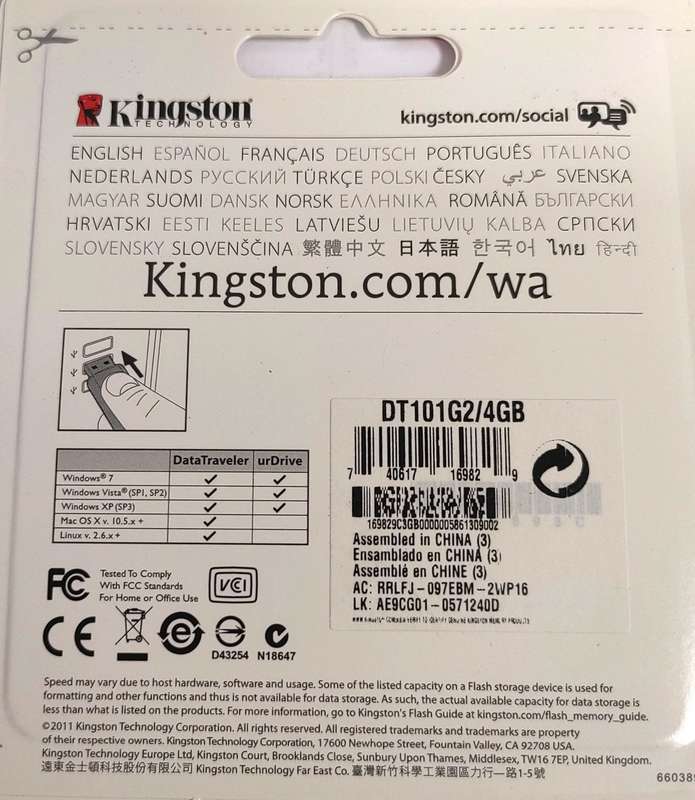 Kingston
TECHNOLOGY
kingston.com/social
ENGLISH ESPAÑOL FRANÇAIS DEUTSCH PORTUGUÊS ITALIANO
NEDERLANDS РУССКИЙ TÜRKÇE POLSKI ČESKY عربي SVENSKA
MAGYAR SUOMI DANSK NORSK ΕΛΛΗΝΙΚΑ ROMÂNĂ БЪЛГАРСКИ
HRVATSKI EESTI KEELES LATVIEŠU LIETUVIŲ KALBA СРПСКИ
SLOVENSKY SLOVENŠČINA 繁體中文 日本語 한국어 ไทย हिन्दी
Kingston.com/wa
DataTraveler urDrive
Windows® 7
Windows Vista® (SP1, SP2)
Windows XP (SP3)
Mac OS X v. 10.5.x +
Linux v. 2.6.x +
DT101G2/4GB
7 40617 16982 9
169829C3GB0000005861309002
Assembled in CHINA (3)
Ensamblado en CHINA (3)
Assemblé en CHINE (3)
AC: RRLFJ-097EBM-2WP16
LK: AE9CG01-0571240D
FC
Tested To Comply
With FCC Standards
For Home or Office Use
VCI
CE
D43254 N18647
Speed may vary due to host hardware, software and usage. Some of the listed capacity on a Flash storage device is used for
formatting and other functions and thus is not available for data storage. As such, the actual available capacity for data storage is
less than what is listed on the products. For more information, go to Kingston's Flash Guide at kingston.com/flash_memory_guide.
©2011 Kingston Technology Corporation. All rights reserved. All registered trademarks and trademarks are property
of their respective owners. Kingston Technology Corporation, 17600 Newhope Street, Fountain Valley, CA 92708 USA.
Kingston Technology Europe Ltd, Kingston Court, Brooklands Close, Sunbury Upon Thames, Middlesex, TW16 7EP, United Kingdom.
遠東金士頓科技股份有限公司 Kingston Technology Far East Co. 臺灣新竹科學工業園區力行一路1-5號
660389